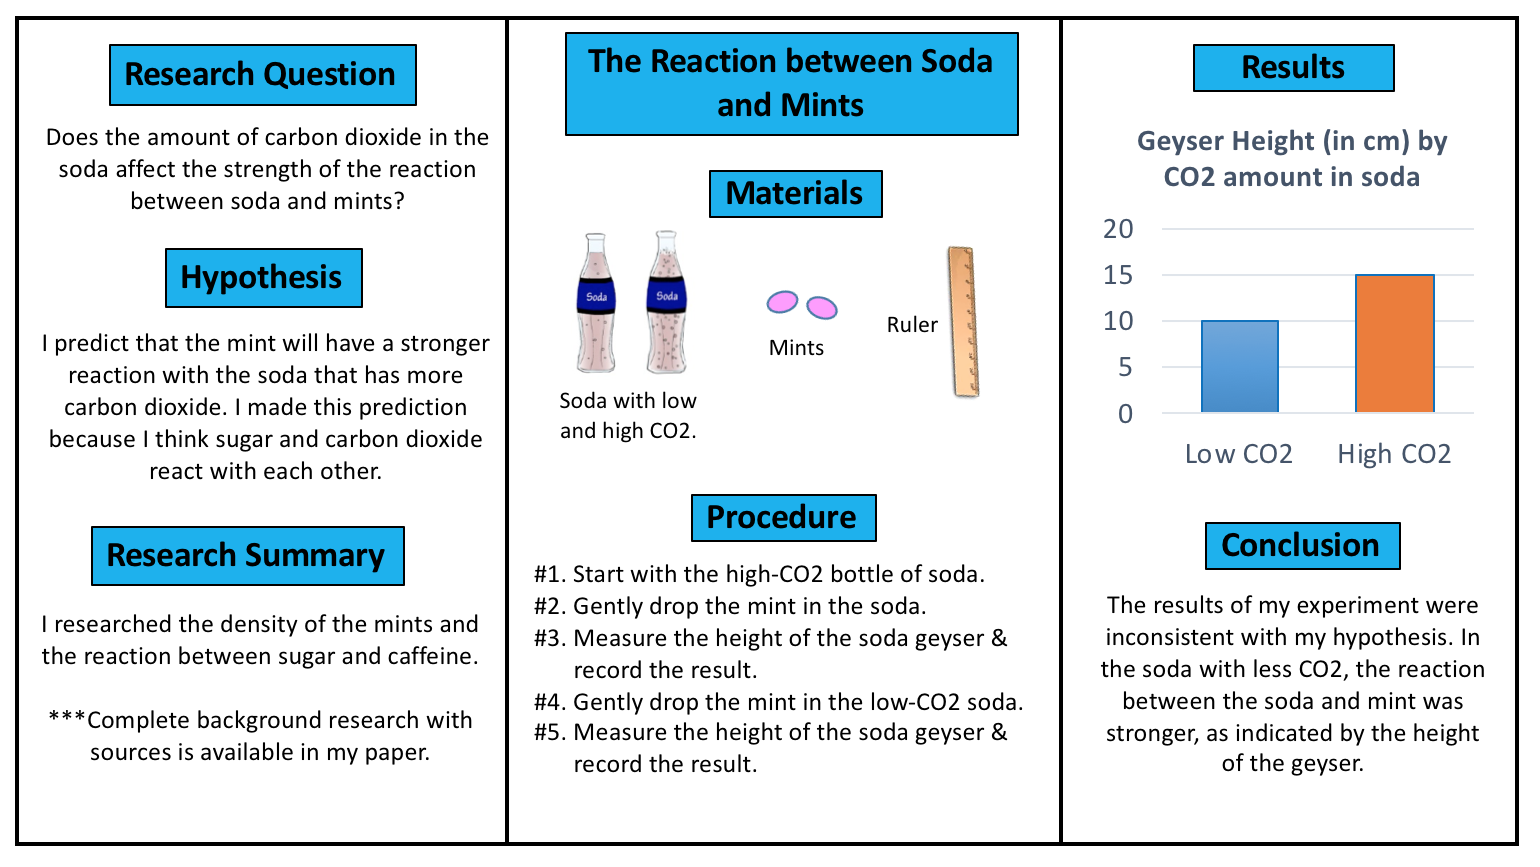 Research Question
Does the amount of carbon dioxide in the
soda affect the strength of the reaction
between soda and mints?
Hypothesis
I predict that the mint will have a stronger
reaction with the soda that has more
carbon dioxide. I made this prediction
because I think sugar and carbon dioxide
react with each other.
Research Summary
I researched the density of the mints and
the reaction between sugar and caffeine.
***Complete background research with
sources is available in my paper.
The Reaction between Soda
and Mints
Materials
Soda
Soda
Soda with low
and high CO2.
Mints
Ruler
Procedure
#1. Start with the high-CO2 bottle of soda.
#2. Gently drop the mint in the soda.
#3. Measure the height of the soda geyser &
record the result.
#4. Gently drop the mint in the low-CO2 soda.
#5. Measure the height of the soda geyser &
record the result.
Results
Geyser Height (in cm) by
CO2 amount in soda
20
15
10
5
0
Low CO2
High CO2
Conclusion
The results of my experiment were
inconsistent with my hypothesis. In
the soda with less CO2, the reaction
between the soda and mint was
stronger, as indicated by the height
of the geyser.